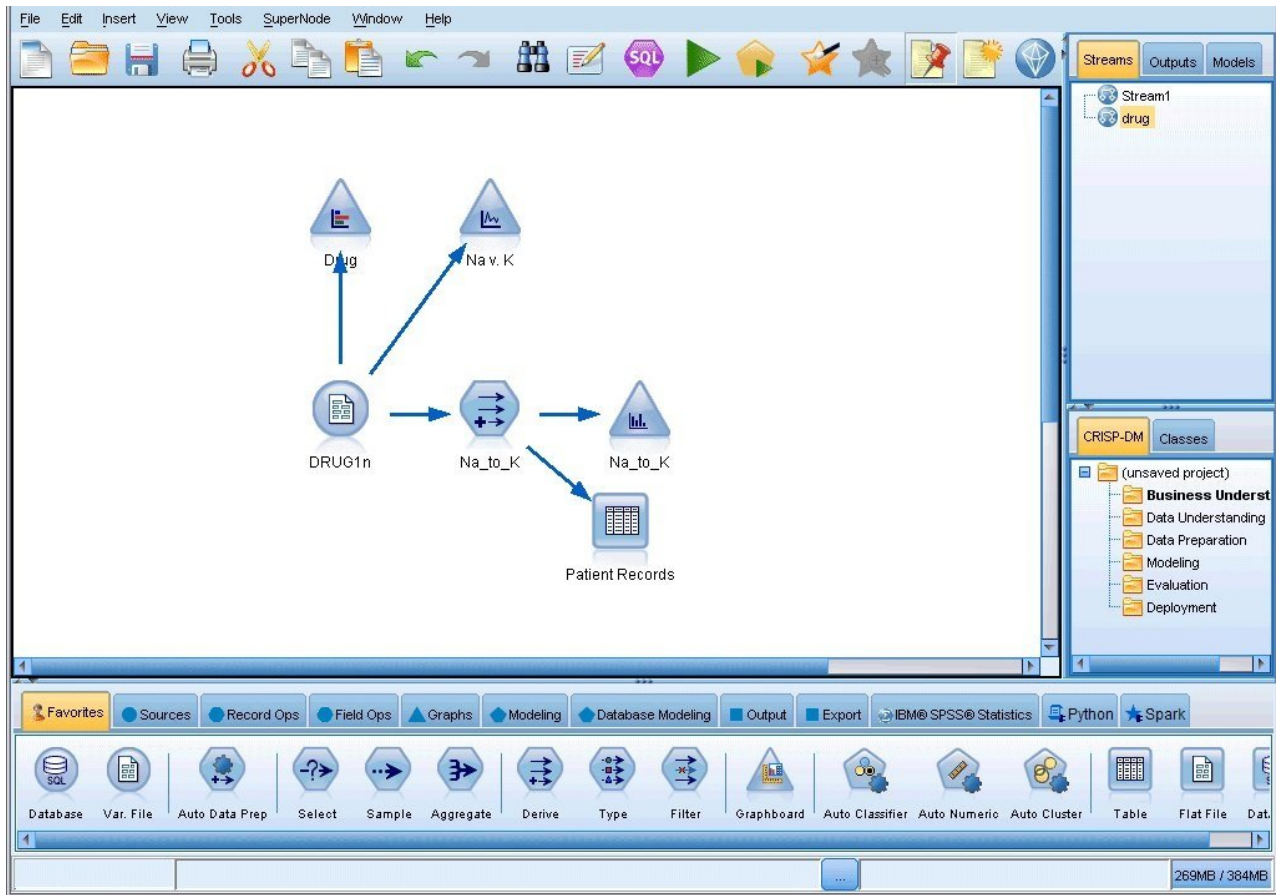 File Edit Insert View Tools SuperNode Window Help
SQL
Streams Outputs Models
Stream1
drug
Drug
Na v. K
DRUG1n
Na_to_K
Na_to_K
Patient Records
CRISP-DM Classes
(unsaved project)
Business Underst
Data Understanding
Data Preparation
Modeling
Evaluation
Deployment
Favorites Sources Record Ops Field Ops Graphs Modeling Database Modeling Output Export IBM® SPSS® Statistics Python Spark
SQL
Database Var. File Auto Data Prep Select Sample Aggregate Derive Type Filter Graphboard Auto Classifier Auto Numeric Auto Cluster Table Flat File Dat
...
269MB / 384MB